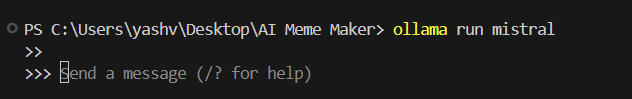 PS C:\Users\yashv\Desktop\AI Meme Maker> ollama run mistral
>>
>>> Send a message (/? for help)